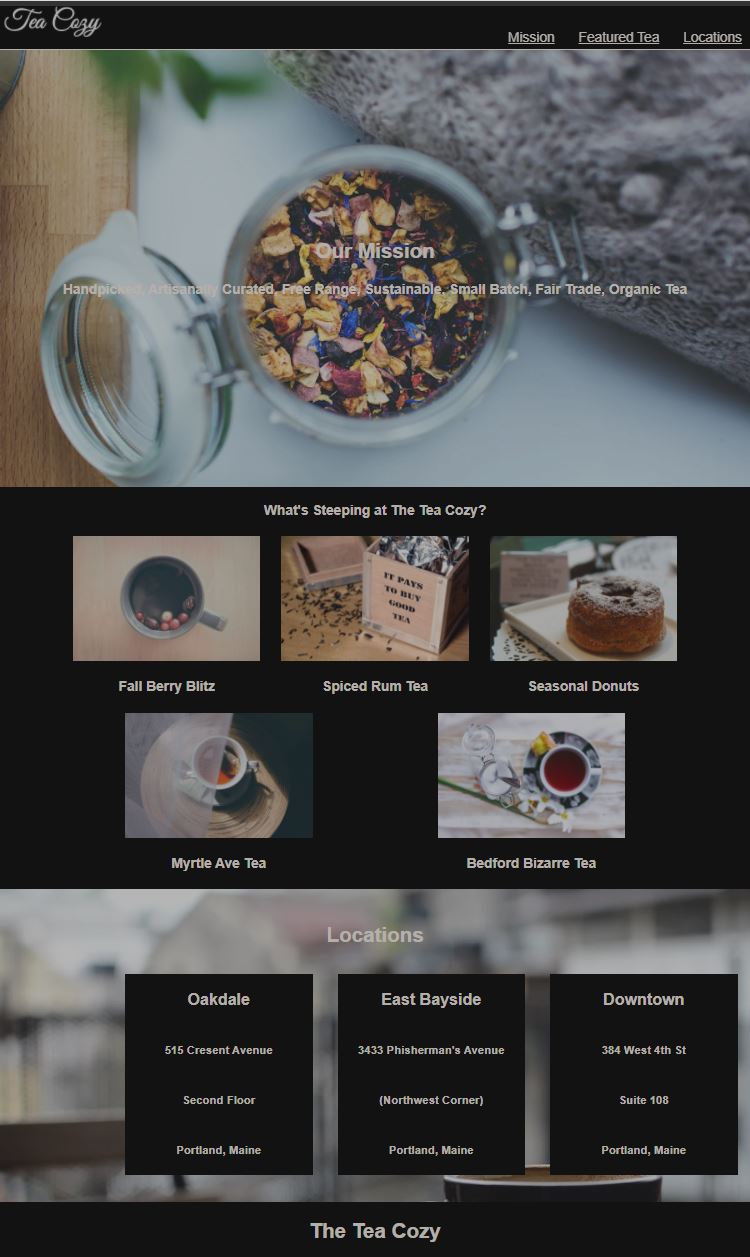 Tea Cozy
Mission Featured Tea Locations
Our Mission
Handpicked, Artisanally Curated, Free Range, Sustainable, Small Batch, Fair Trade, Organic Tea
What's Steeping at The Tea Cozy?
IT PAYS
TO BUY
GOOD
TEA
Fall Berry Blitz
Spiced Rum Tea
Seasonal Donuts
Myrtle Ave Tea
Bedford Bizarre Tea
Locations
Oakdale
515 Cresent Avenue
Second Floor
Portland, Maine
East Bayside
3433 Phisherman's Avenue
(Northwest Corner)
Portland, Maine
Downtown
384 West 4th St
Suite 108
Portland, Maine
The Tea Cozy